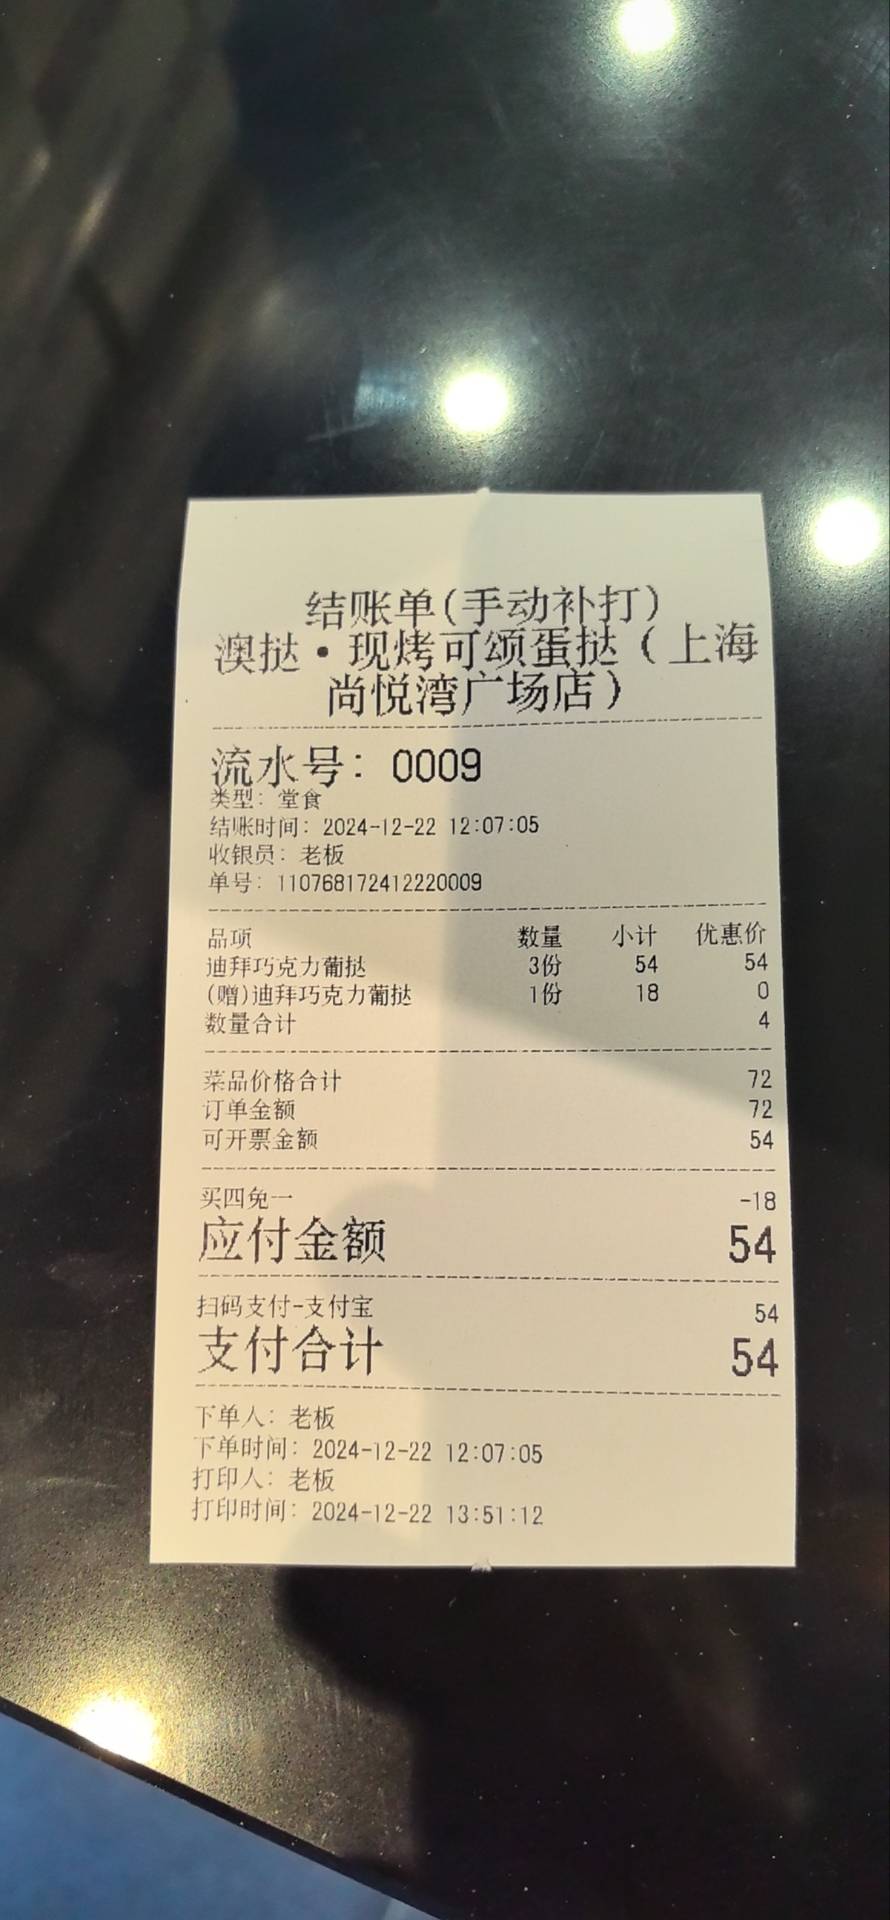 结账单(手动补打)
澳挞·现烤可颂蛋挞(上海
尚悦湾广场店)
流水号: 0009
类型: 堂食
结账时间: 2024-12-22 12:07:05
收银员: 老板
单号: 110768172412220009
品项 数量 小计 优惠价
迪拜巧克力葡挞 3份 54 54
(赠)迪拜巧克力葡挞 1份 18 0
数量合计 4
菜品价格合计 72
订单金额 72
可开票金额 54
买四免一 -18
应付金额 54
扫码支付-支付宝 54
支付合计 54
下单人: 老板
下单时间: 2024-12-22 12:07:05
打印人: 老板
打印时间: 2024-12-22 13:51:12